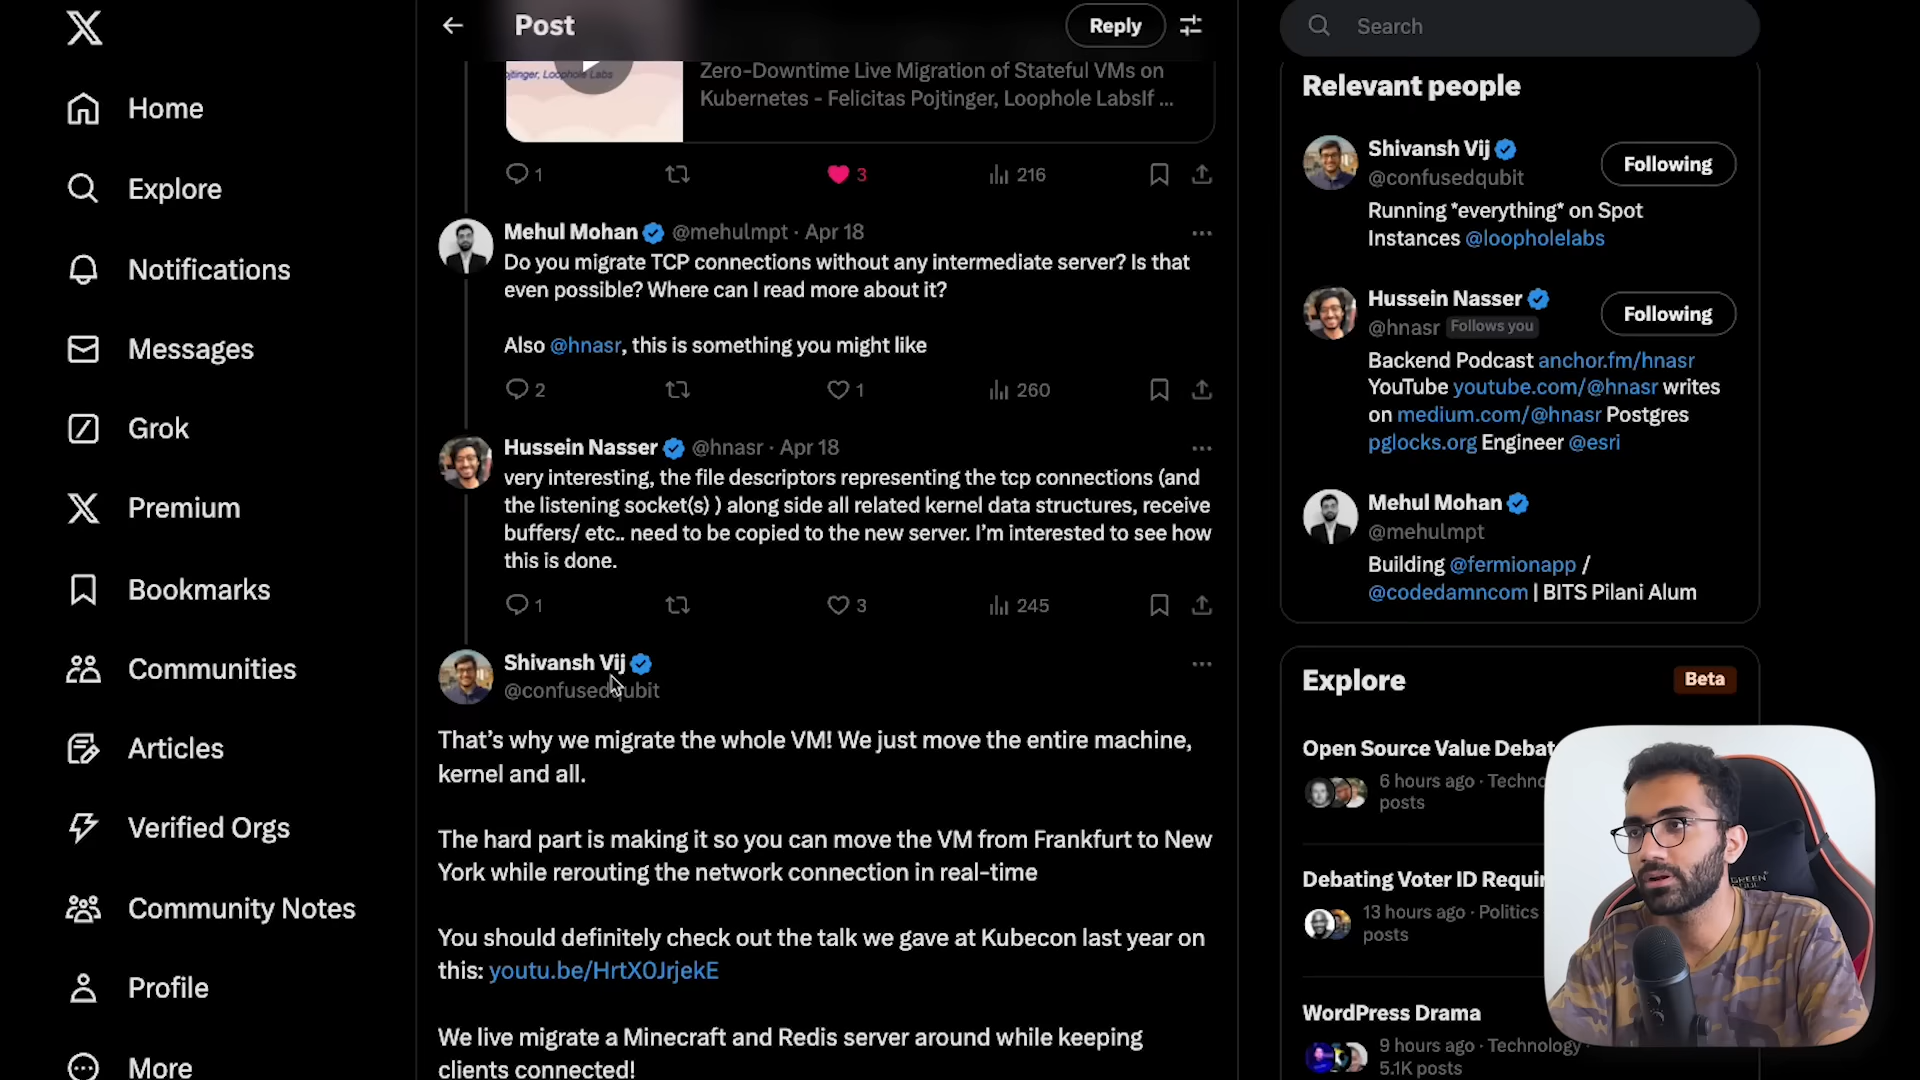 Home
Explore
Notifications
Messages
Grok
Premium
Bookmarks
Communities
Articles
Verified Orgs
Community Notes
Profile
More
Post
Reply
ojtinger, Loophole Labs
Zero-Downtime Live Migration of Stateful VMs on
Kubernetes - Felicitas Pojtinger, Loophole LabsIf ...
1
3
216
Mehul Mohan @mehulmpt · Apr 18
Do you migrate TCP connections without any intermediate server? Is that
even possible? Where can I read more about it?
Also @hnasr, this is something you might like
2
1
260
Hussein Nasser @hnasr · Apr 18
very interesting, the file descriptors representing the tcp connections (and
the listening socket(s) ) along side all related kernel data structures, receive
buffers/ etc.. need to be copied to the new server. I’m interested to see how
this is done.
1
3
245
Shivansh Vij
@confusedqubit
That’s why we migrate the whole VM! We just move the entire machine,
kernel and all.
The hard part is making it so you can move the VM from Frankfurt to New
York while rerouting the network connection in real-time
You should definitely check out the talk we gave at Kubecon last year on
this: youtu.be/HrtX0JrjekE
We live migrate a Minecraft and Redis server around while keeping
clients connected!
Search
Relevant people
Shivansh Vij
@confusedqubit
Following
Running *everything* on Spot
Instances @loopholelabs
Hussein Nasser
@hnasr Follows you
Following
Backend Podcast anchor.fm/hnasr
YouTube youtube.com/@hnasr writes
on medium.com/@hnasr Postgres
pglocks.org Engineer @esri
Mehul Mohan
@mehulmpt
Building @fermionapp /
@codedamncom | BITS Pilani Alum
Explore
Beta
Open Source Value Debat
6 hours ago · Techno
posts
Debating Voter ID Requir
13 hours ago · Politics
posts
WordPress Drama
9 hours ago · Technology ·
5.1K posts